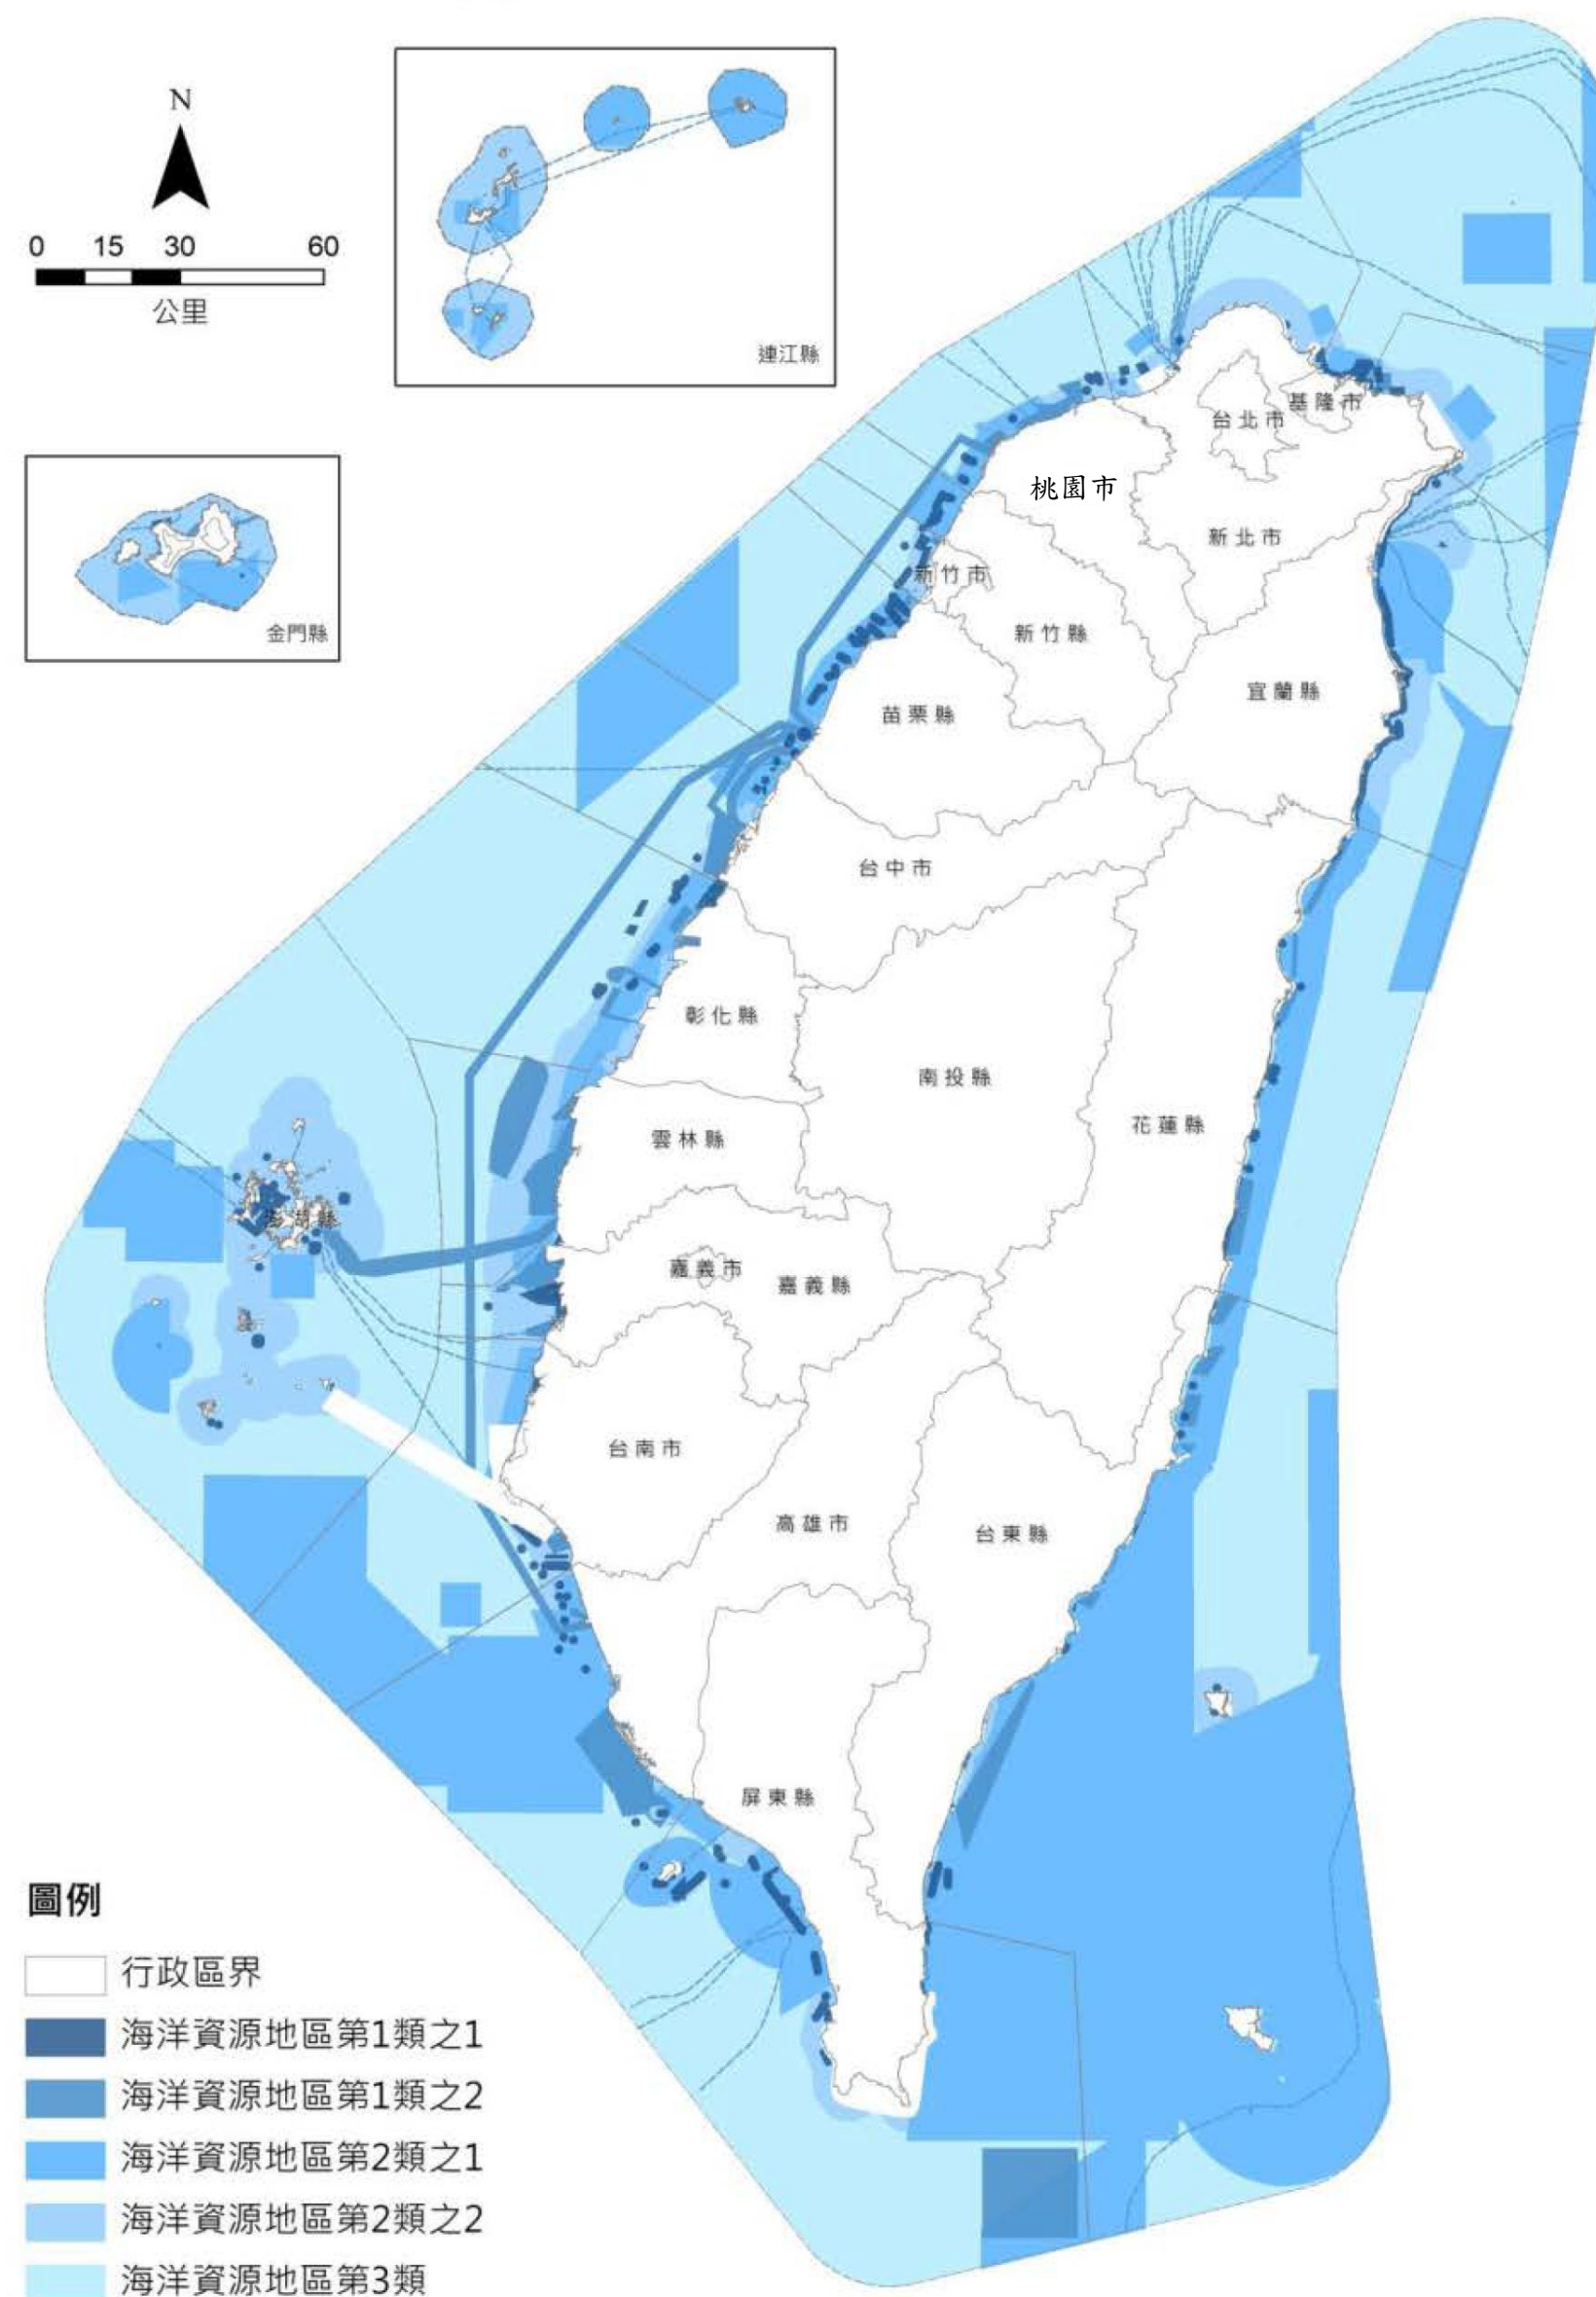 N
0 15 30 60
公里
連江縣
金門縣
基隆市
台北市
桃園市
新北市
新竹市
新竹縣
宜蘭縣
苗栗縣
台中市
彰化縣
南投縣
花蓮縣
雲林縣
澎湖縣
嘉義市
嘉義縣
台南市
高雄市
台東縣
屏東縣
圖例
行政區界
海洋資源地區第1類之1
海洋資源地區第1類之2
海洋資源地區第2類之1
海洋資源地區第2類之2
海洋資源地區第3類